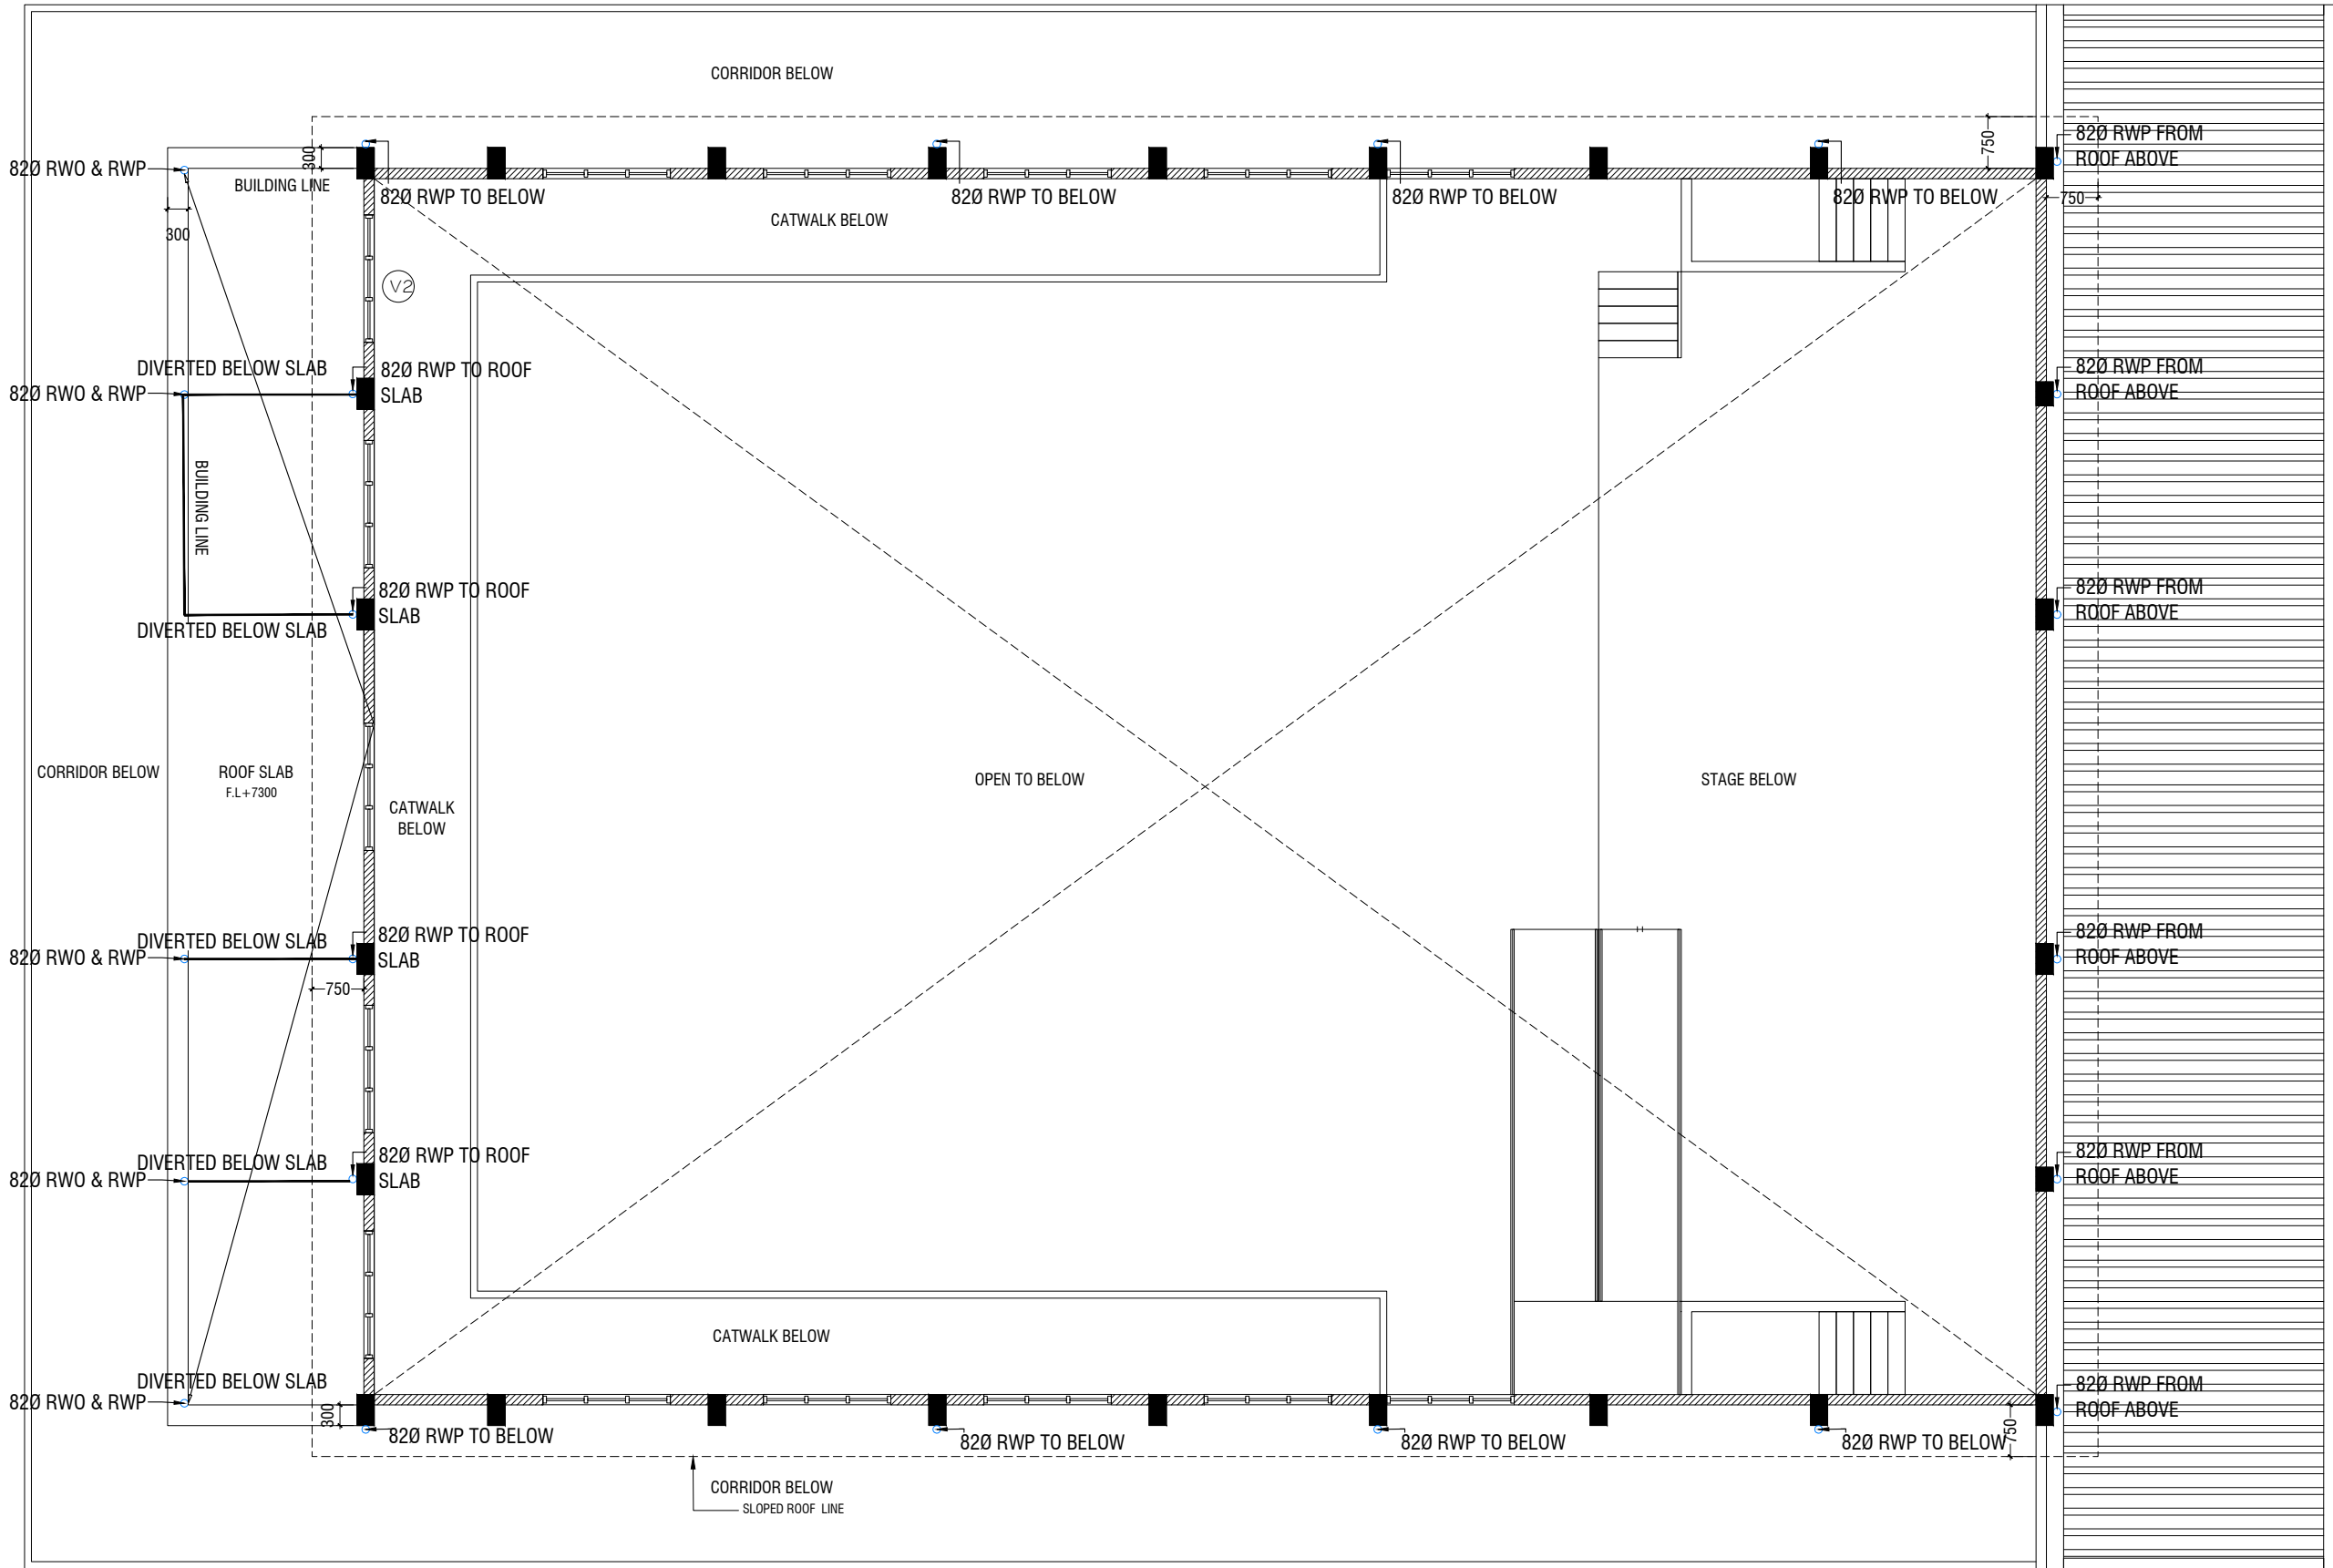 CORRIDOR BELOW
82Ø RWO & RWP
300
BUILDING LINE
300
82Ø RWP TO BELOW
82Ø RWP TO BELOW
82Ø RWP TO BELOW
82Ø RWP TO BELOW
750
82Ø RWP FROM
ROOF ABOVE
750
CATWALK BELOW
V2
DIVERTED BELOW SLAB
82Ø RWO & RWP
82Ø RWP TO ROOF
SLAB
82Ø RWP FROM
ROOF ABOVE
BUILDING LINE
82Ø RWP TO ROOF
SLAB
DIVERTED BELOW SLAB
82Ø RWP FROM
ROOF ABOVE
CORRIDOR BELOW
ROOF SLAB
F.L+7300
CATWALK
BELOW
OPEN TO BELOW
STAGE BELOW
DIVERTED BELOW SLAB
82Ø RWO & RWP
82Ø RWP TO ROOF
SLAB
750
82Ø RWP FROM
ROOF ABOVE
DIVERTED BELOW SLAB
82Ø RWO & RWP
82Ø RWP TO ROOF
SLAB
82Ø RWP FROM
ROOF ABOVE
CATWALK BELOW
DIVERTED BELOW SLAB
82Ø RWO & RWP
300
82Ø RWP TO BELOW
82Ø RWP TO BELOW
82Ø RWP TO BELOW
82Ø RWP TO BELOW
750
82Ø RWP FROM
ROOF ABOVE
CORRIDOR BELOW
SLOPED ROOF LINE